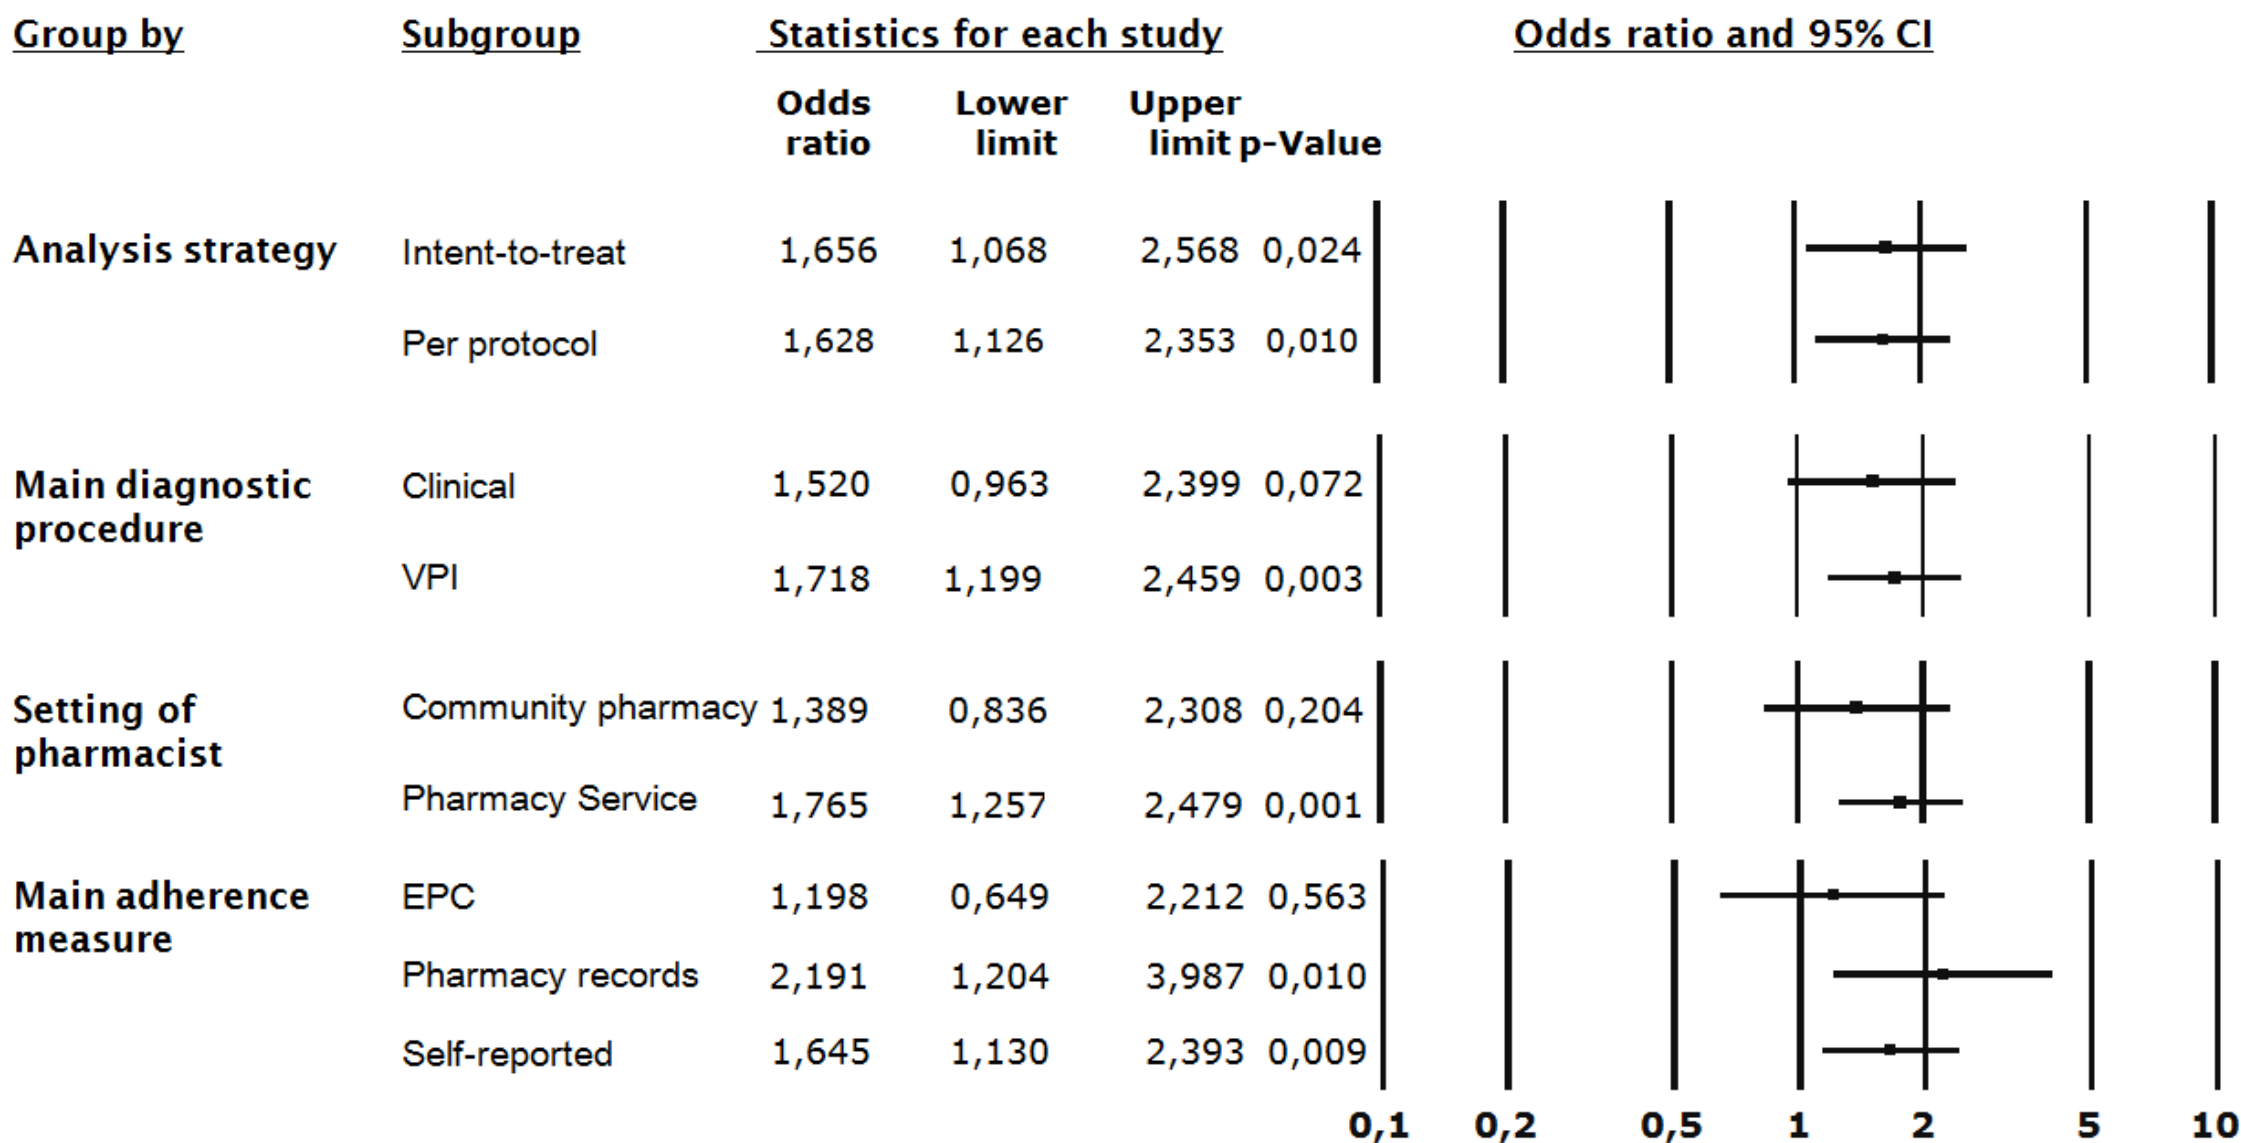 Group by Subgroup Statistics for each study Odds ratio and 95% CI
Odds Lower Upper
ratio limit limit p-Value
Analysis strategy Intent-to-treat 1,656 1,068 2,568 0,024
Per protocol 1,628 1,126 2,353 0,010
Main diagnostic Clinical 1,520 0,963 2,399 0,072
procedure
VPI 1,718 1,199 2,459 0,003
Setting of Community pharmacy 1,389 0,836 2,308 0,204
pharmacist
Pharmacy Service 1,765 1,257 2,479 0,001
Main adherence EPC 1,198 0,649 2,212 0,563
measure
Pharmacy records 2,191 1,204 3,987 0,010
Self-reported 1,645 1,130 2,393 0,009
0,1 0,2 0,5 1 2 5 10